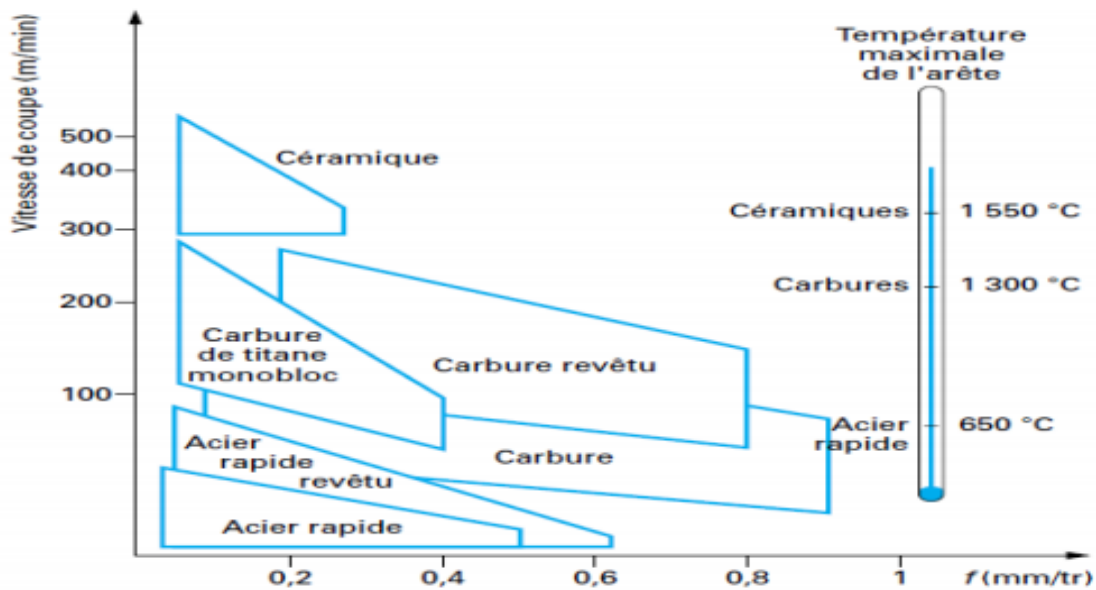 Vitesse de coupe (m/min)
500
400
300
200
100
Céramique
Carbure
de titane
monobloc
Carbure revêtu
Carbure
Acier
rapide
revêtu
Acier rapide
0,2
0,4
0,6
0,8
1
f (mm/tr)
Température
maximale
de l'arête
Céramiques
1 550 °C
Carbures
1 300 °C
Acier
rapide
650 °C